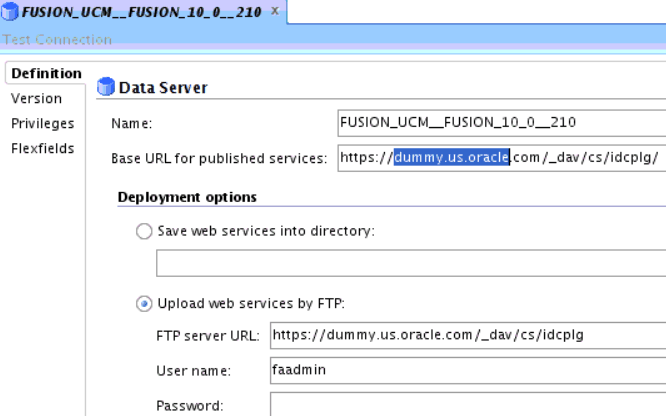 FUSION_UCM__FUSION_10_0__210 x
Test Connection
Definition
Version
Privileges
Flexfields
Data Server
Name: FUSION_UCM__FUSION_10_0__210
Base URL for published services: https://dummy.us.oracle.com/_dav/cs/idcplg/
Deployment options
Save web services into directory:
Upload web services by FTP:
FTP server URL: https://dummy.us.oracle.com/_dav/cs/idcplg
User name: faadmin
Password: